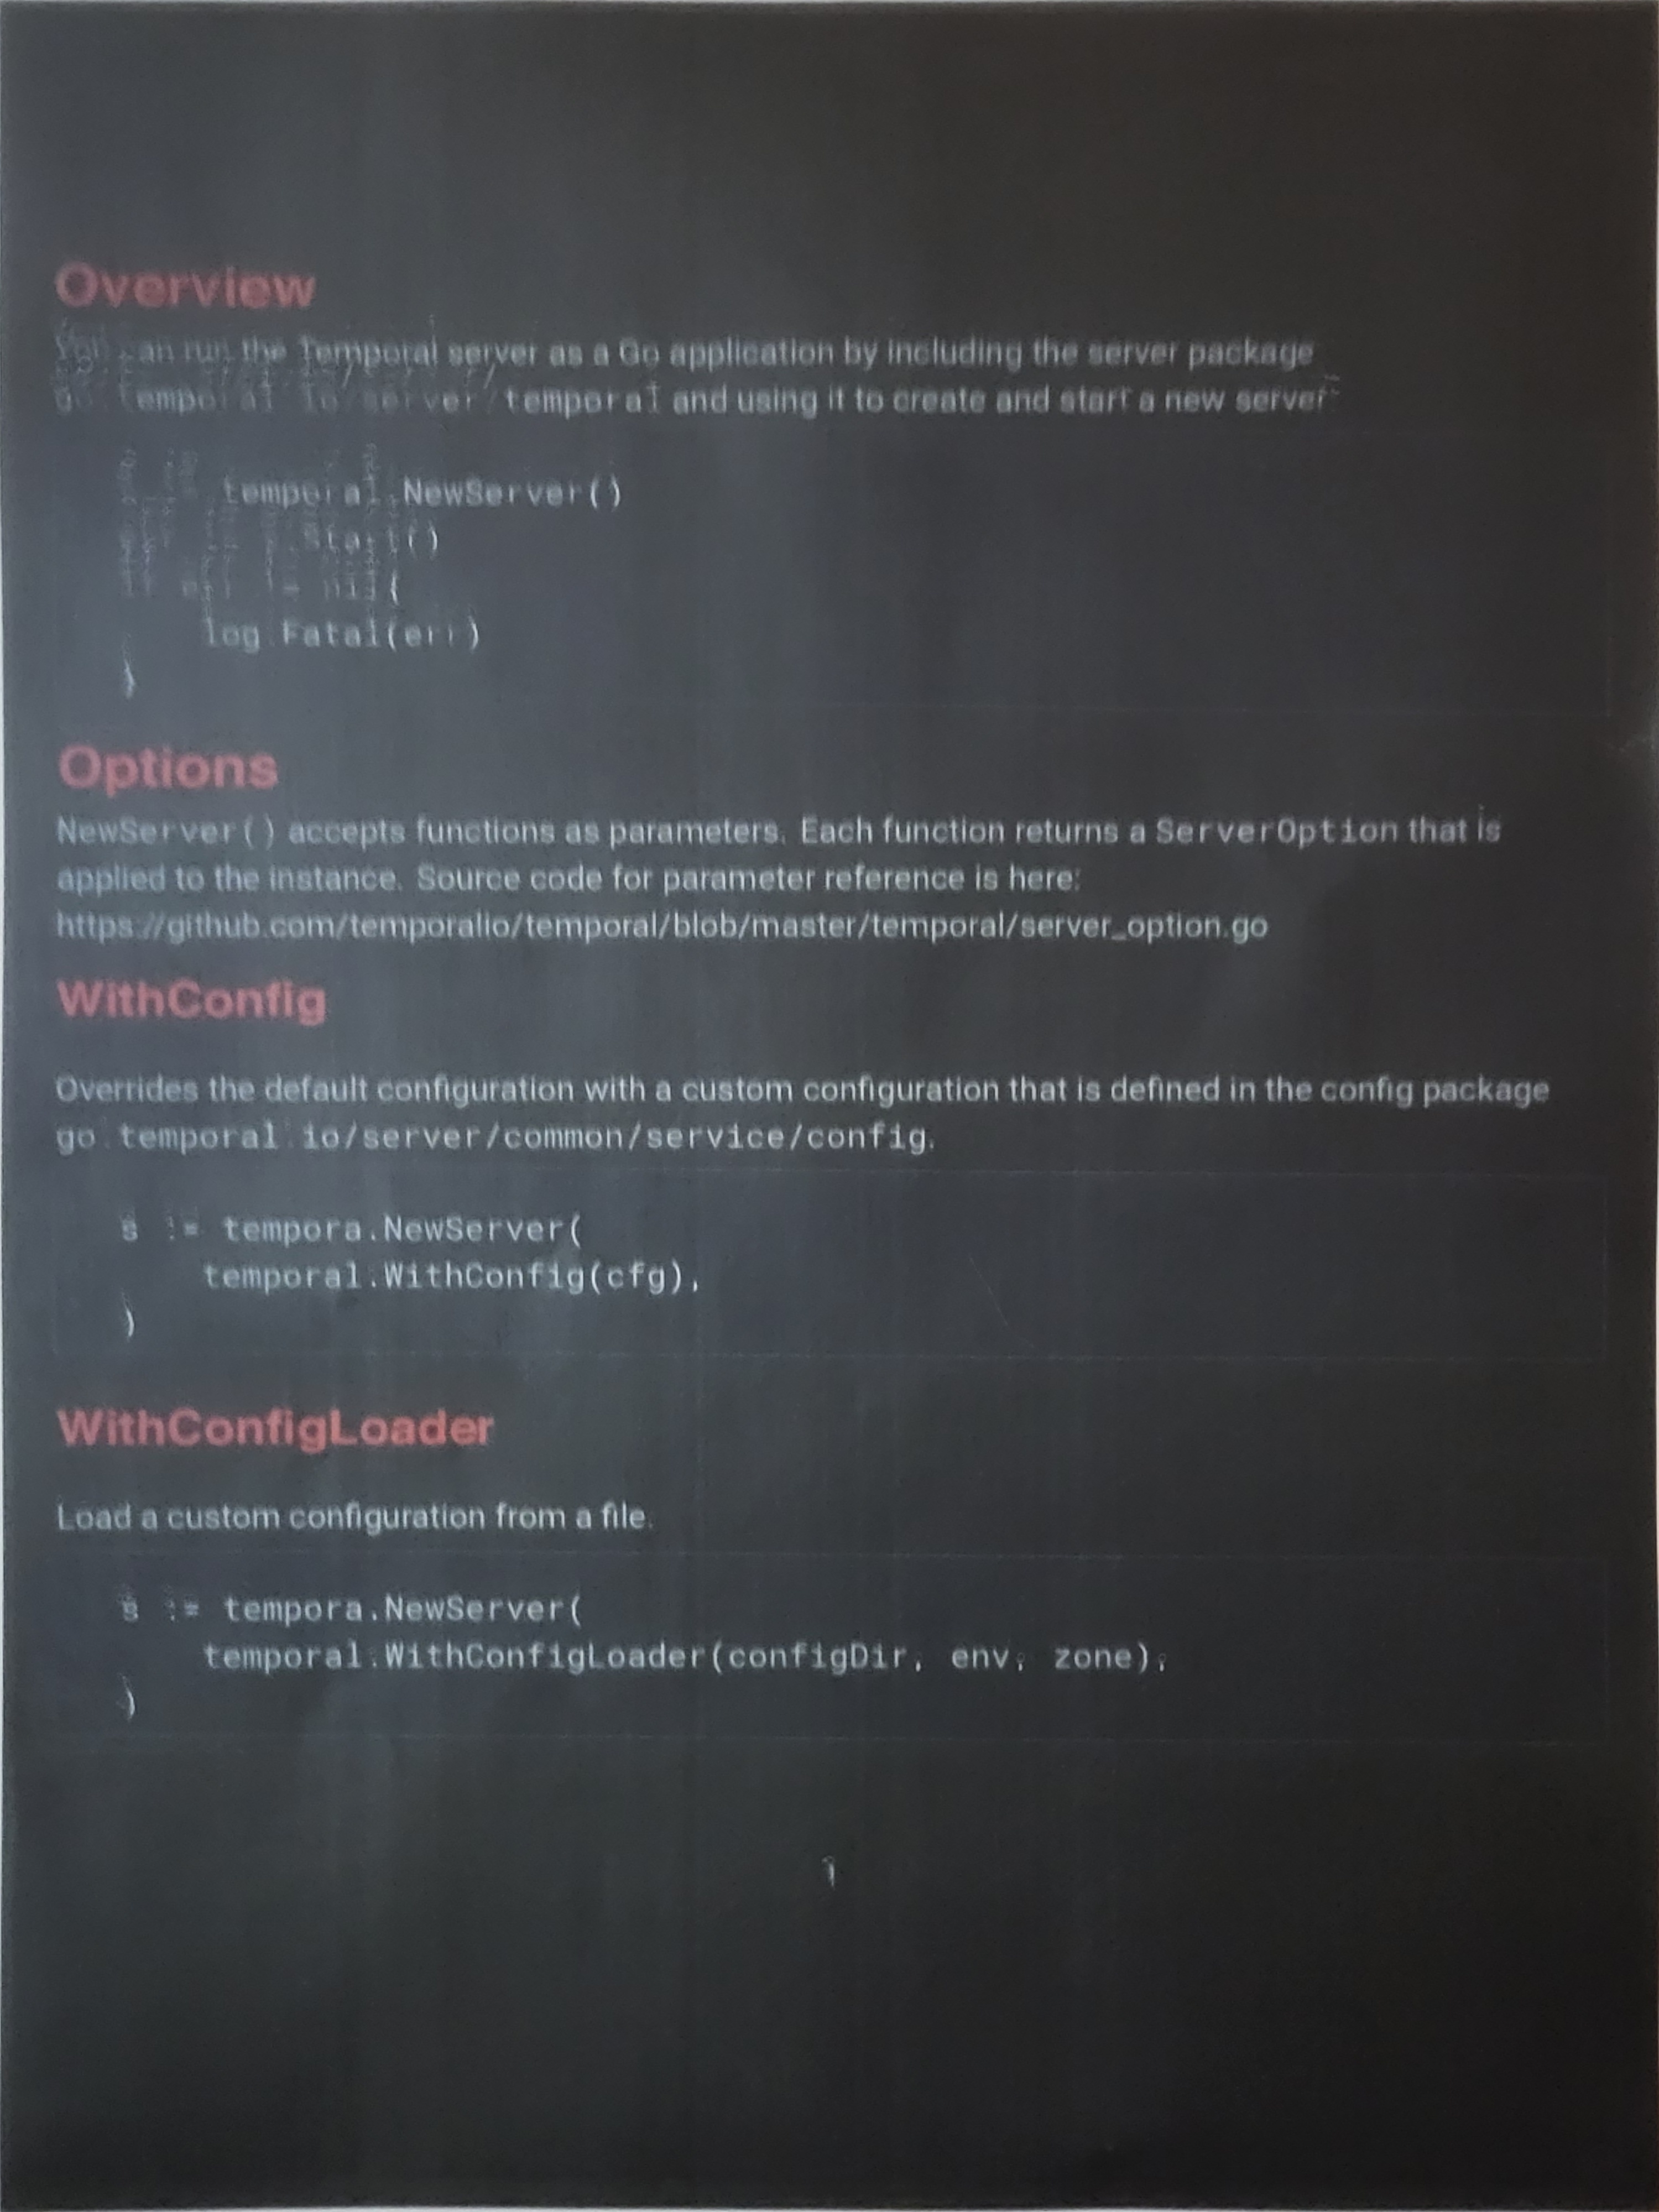 Overview
You can run the Temporal server as a Go application by including the server package
go.temporal.io/server/temporal and using it to create and start a new server.
temporal.NewServer()
.Start()
if err != nil {
log.Fatal(err)
}
Options
NewServer() accepts functions as parameters. Each function returns a ServerOption that is
applied to the instance. Source code for parameter reference is here:
https://github.com/temporalio/temporal/blob/master/temporal/server_option.go
WithConfig
Overrides the default configuration with a custom configuration that is defined in the config package
go.temporal.io/server/common/service/config.
s := tempora.NewServer(
temporal.WithConfig(cfg),
)
WithConfigLoader
Load a custom configuration from a file.
s := tempora.NewServer(
temporal.WithConfigLoader(configDir, env, zone),
)
1